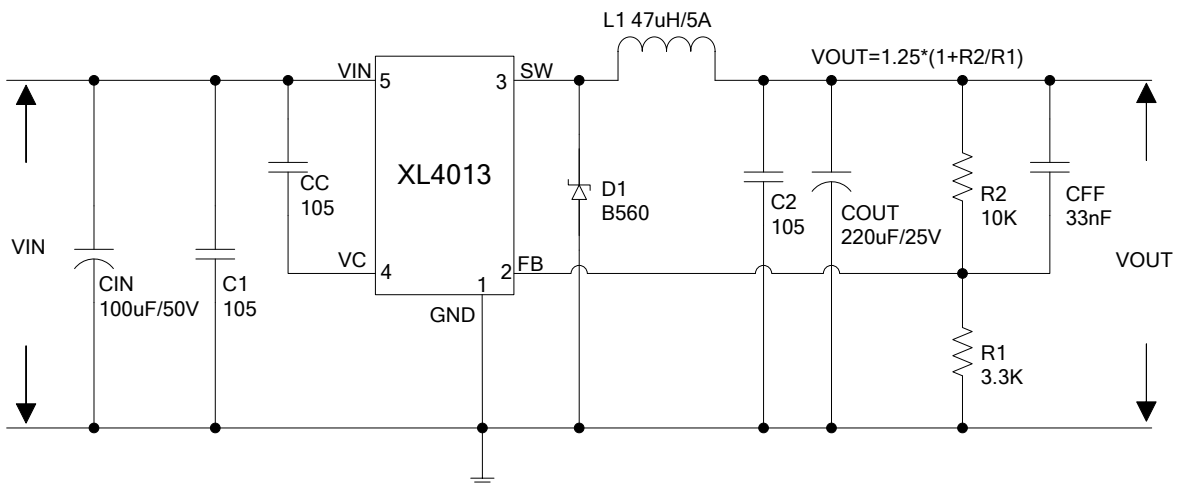 L1 47uH/5A
VOUT=1.25*(1+R2/R1)
VIN
5
3
SW
XL4013
CC
105
VC
4
2
FB
1
GND
VIN
CIN
100uF/50V
C1
105
D1
B560
C2
105
COUT
220uF/25V
R2
10K
CFF
33nF
VOUT
R1
3.3K